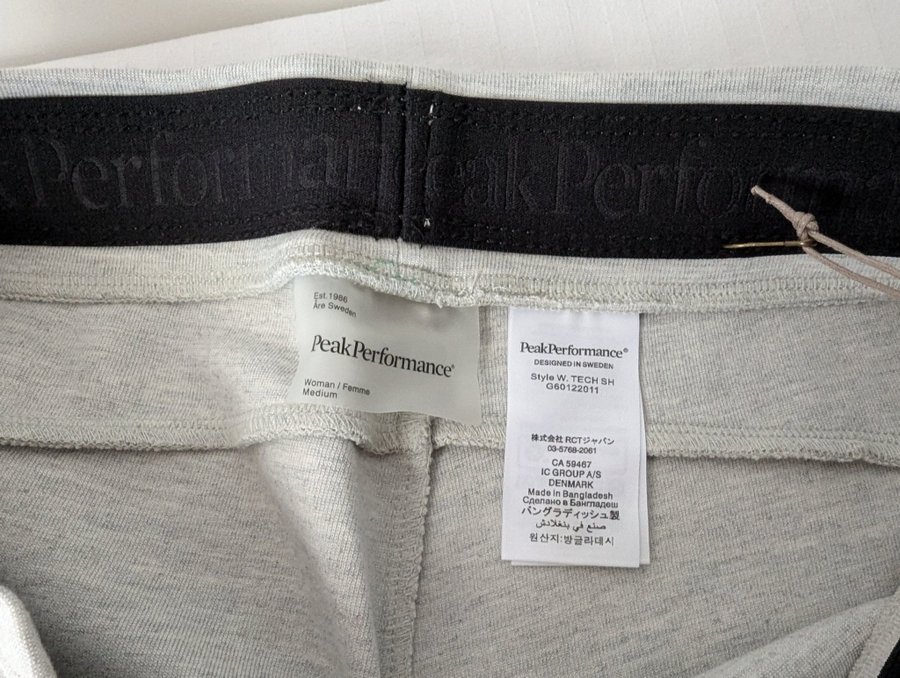 k Performan
eak Performa
Est. 1986
Åre Sweden
PeakPerformance®
Woman / Femme
Medium
PeakPerformance®
DESIGNED IN SWEDEN
Style W. TECH SH
G60122011
株式会社 RCTジャパン
03-5768-2061
CA 59467
IC GROUP A/S
DENMARK
Made in Bangladesh
Сделано в Бангладеш
バングラディッシュ製
صنع في بنغلادش
원산지:방글라데시